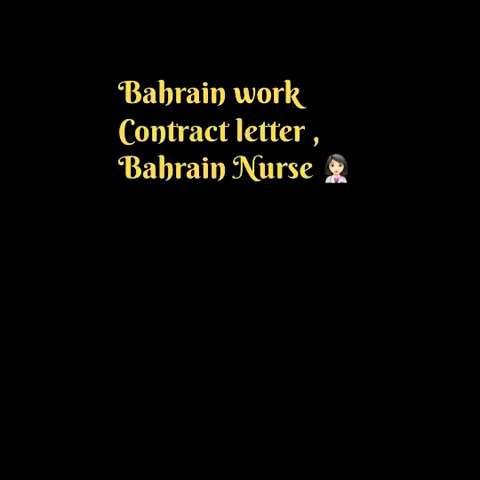 Bahrain work
Contract letter ,
Bahrain Nurse 👩🏻‍⚕️